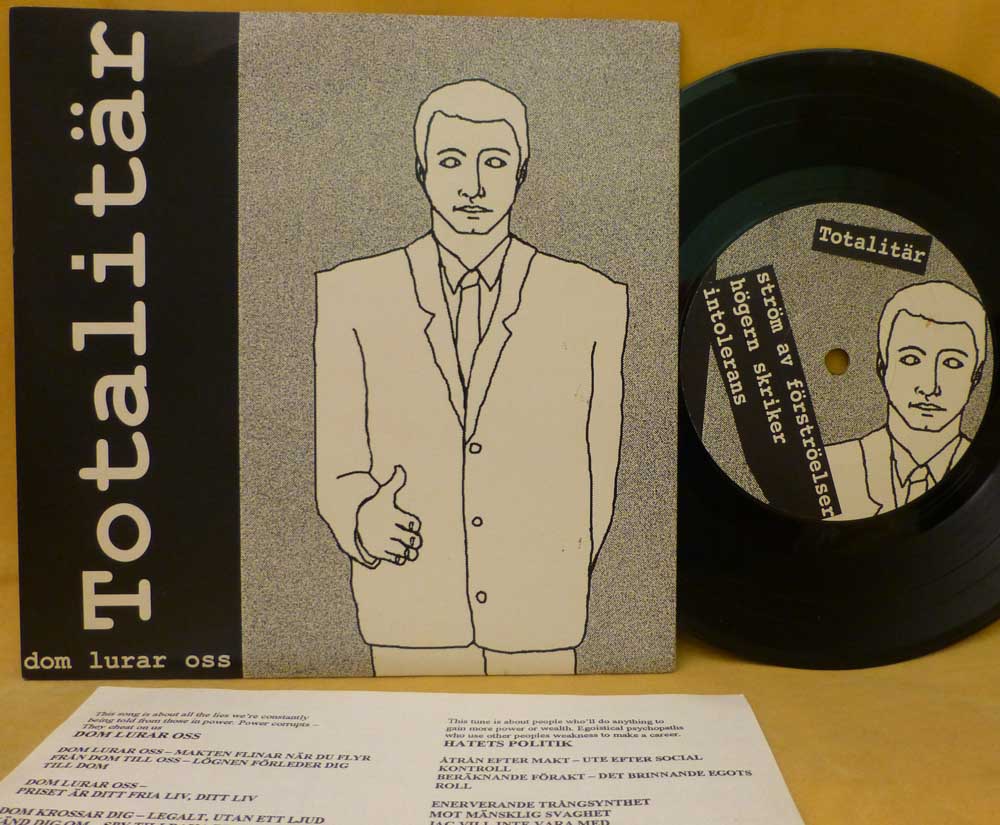 Totalitär
dom lurar oss
Totalitär
ström av förströelser
högern skriker
intolerans
This song is about all the lies we're constantly
being told from those in power. Power corrupts –
They cheat on us
DOM LURAR OSS
DOM LURAR OSS – MAKTEN FLINAR NÄR DU FLYR
FRÅN DOM TILL OSS – LÖGNEN FÖRLEDER DIG
TILL DOM
DOM LURAR OSS –
PRISET ÄR DITT FRIA LIV, DITT LIV
DOM KROSSAR DIG – LEGALT, UTAN ETT LJUD
This tune is about people who'll do anything to
gain more power or wealth. Egoistical psychopaths
who use other peoples weakness to make a career.
HATETS POLITIK
ÅTRÅN EFTER MAKT – UTE EFTER SOCIAL
KONTROLL
BERÄKNANDE FÖRAKT – DET BRINNANDE EGOTS
ROLL
ENERVERANDE TRÅNGSYNTHET
MOT MÄNSKLIG SVAGHET
JAG VILL INTE VARA MED